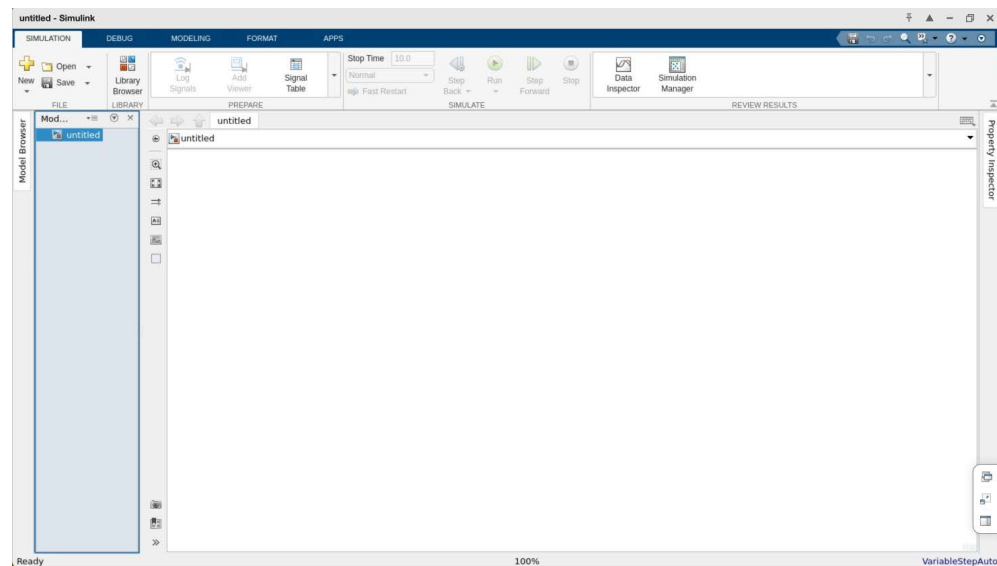 untitled - Simulink
SIMULATION DEBUG MODELING FORMAT APPS
New
Open
Save
FILE
Library
Browser
LIBRARY
Log
Signals
Add
Viewer
Signal
Table
PREPARE
Stop Time 10.0
Normal
Fast Restart
Step
Back
Run
Step
Forward
Stop
SIMULATE
Data
Inspector
Simulation
Manager
REVIEW RESULTS
Model Browser
Mod...
untitled
untitled
untitled
Property Inspector
Ready 100% VariableStepAuto